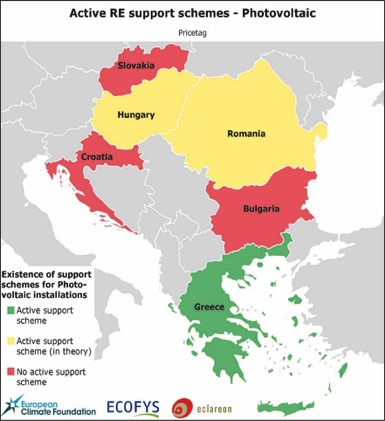 Active RE support schemes - Photovoltaic
Pricetag
Slovakia
Hungary
Romania
Croatia
Bulgaria
Greece
Existence of support
schemes for Photo-
voltaic installations
Active support
scheme
Active support
scheme (in theory)
No active support
scheme
European
Climate Foundation
ECOFYS
eclareon